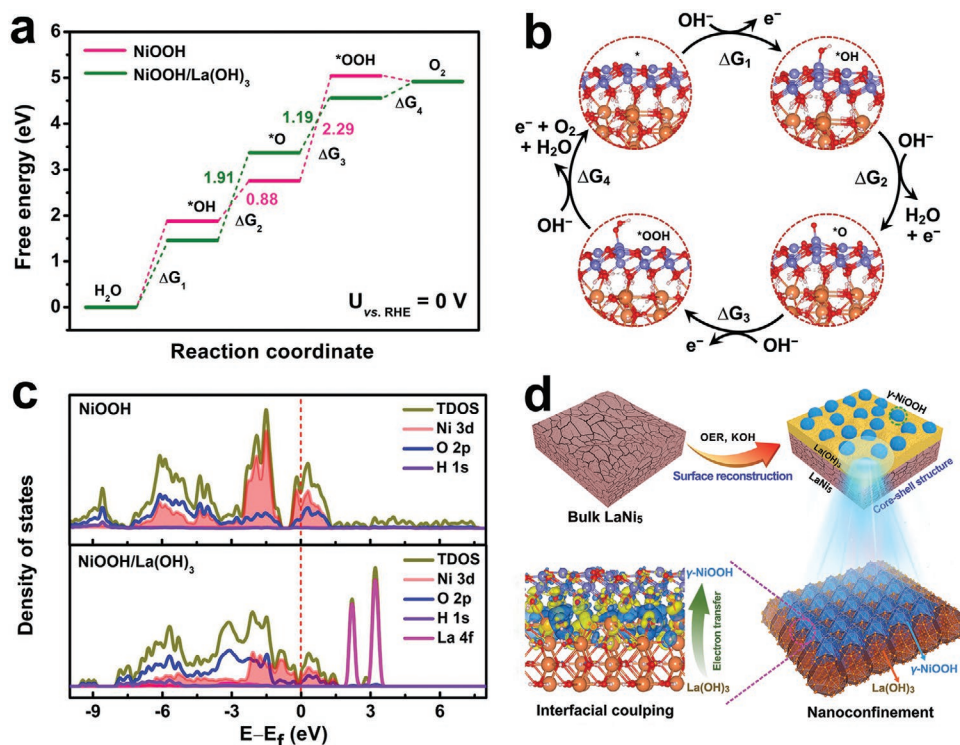 a
NiOOH
NiOOH/La(OH)₃
Free energy (eV)
6
5
4
3
2
1
0
H₂O
*OH
*O
*OOH
O₂
ΔG₁
ΔG₂
ΔG₃
ΔG₄
1.91
0.88
1.19
2.29
U vs. RHE = 0 V
Reaction coordinate
b
OH⁻
e⁻
ΔG₁
*
*OH
OH⁻
ΔG₂
H₂O
+ e⁻
*O
ΔG₃
OH⁻
e⁻
*OOH
OH⁻
ΔG₄
e⁻ + O₂
+ H₂O
c
Density of states
NiOOH
TDOS
Ni 3d
O 2p
H 1s
NiOOH/La(OH)₃
TDOS
Ni 3d
O 2p
H 1s
La 4f
-9
-6
-3
0
3
6
E–E_f (eV)
d
Bulk LaNi₅
OER, KOH
Surface reconstruction
γ-NiOOH
La(OH)₃
LaNi₅
Core-shell structure
γ-NiOOH
Electron transfer
La(OH)₃
Interfacial coulping
γ-NiOOH
La(OH)₃
Nanoconfinement